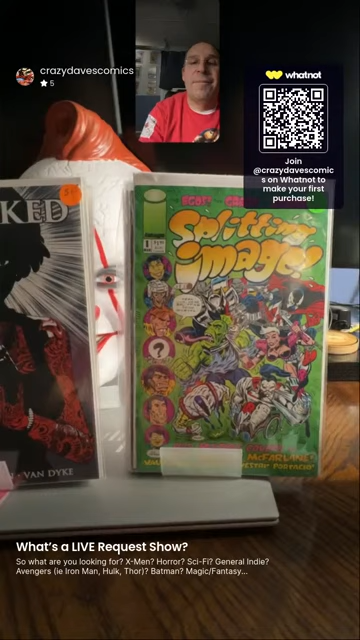 crazydavescomics
5
whatnot
Join
@crazydavescomic
s on Whatnot to
make your first
purchase!
KED
Splitting
image!
1
?
McFARLANE
VAN DYKE
What's a LIVE Request Show?
So what are you looking for? X-Men? Horror? Sci-Fi? General Indie?
Avengers (ie Iron Man, Hulk, Thor)? Batman? Magic/Fantasy...